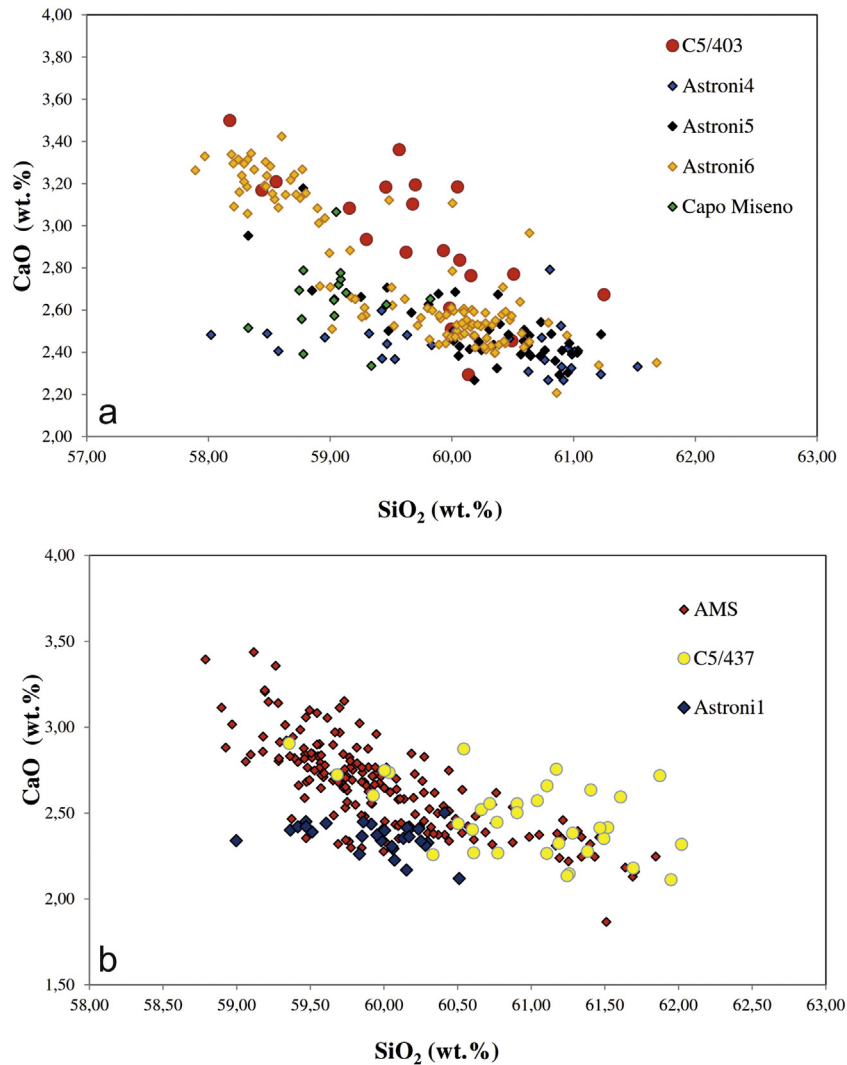 4,00
3,80
3,60
3,40
3,20
3,00
2,80
2,60
2,40
2,20
2,00
CaO (wt.%)
C5/403
Astroni4
Astroni5
Astroni6
Capo Miseno
a
57,00 58,00 59,00 60,00 61,00 62,00 63,00
SiO₂ (wt.%)
4,00
3,50
3,00
2,50
2,00
1,50
CaO (wt.%)
AMS
C5/437
Astroni1
b
58,00 58,50 59,00 59,50 60,00 60,50 61,00 61,50 62,00 62,50 63,00
SiO₂ (wt.%)